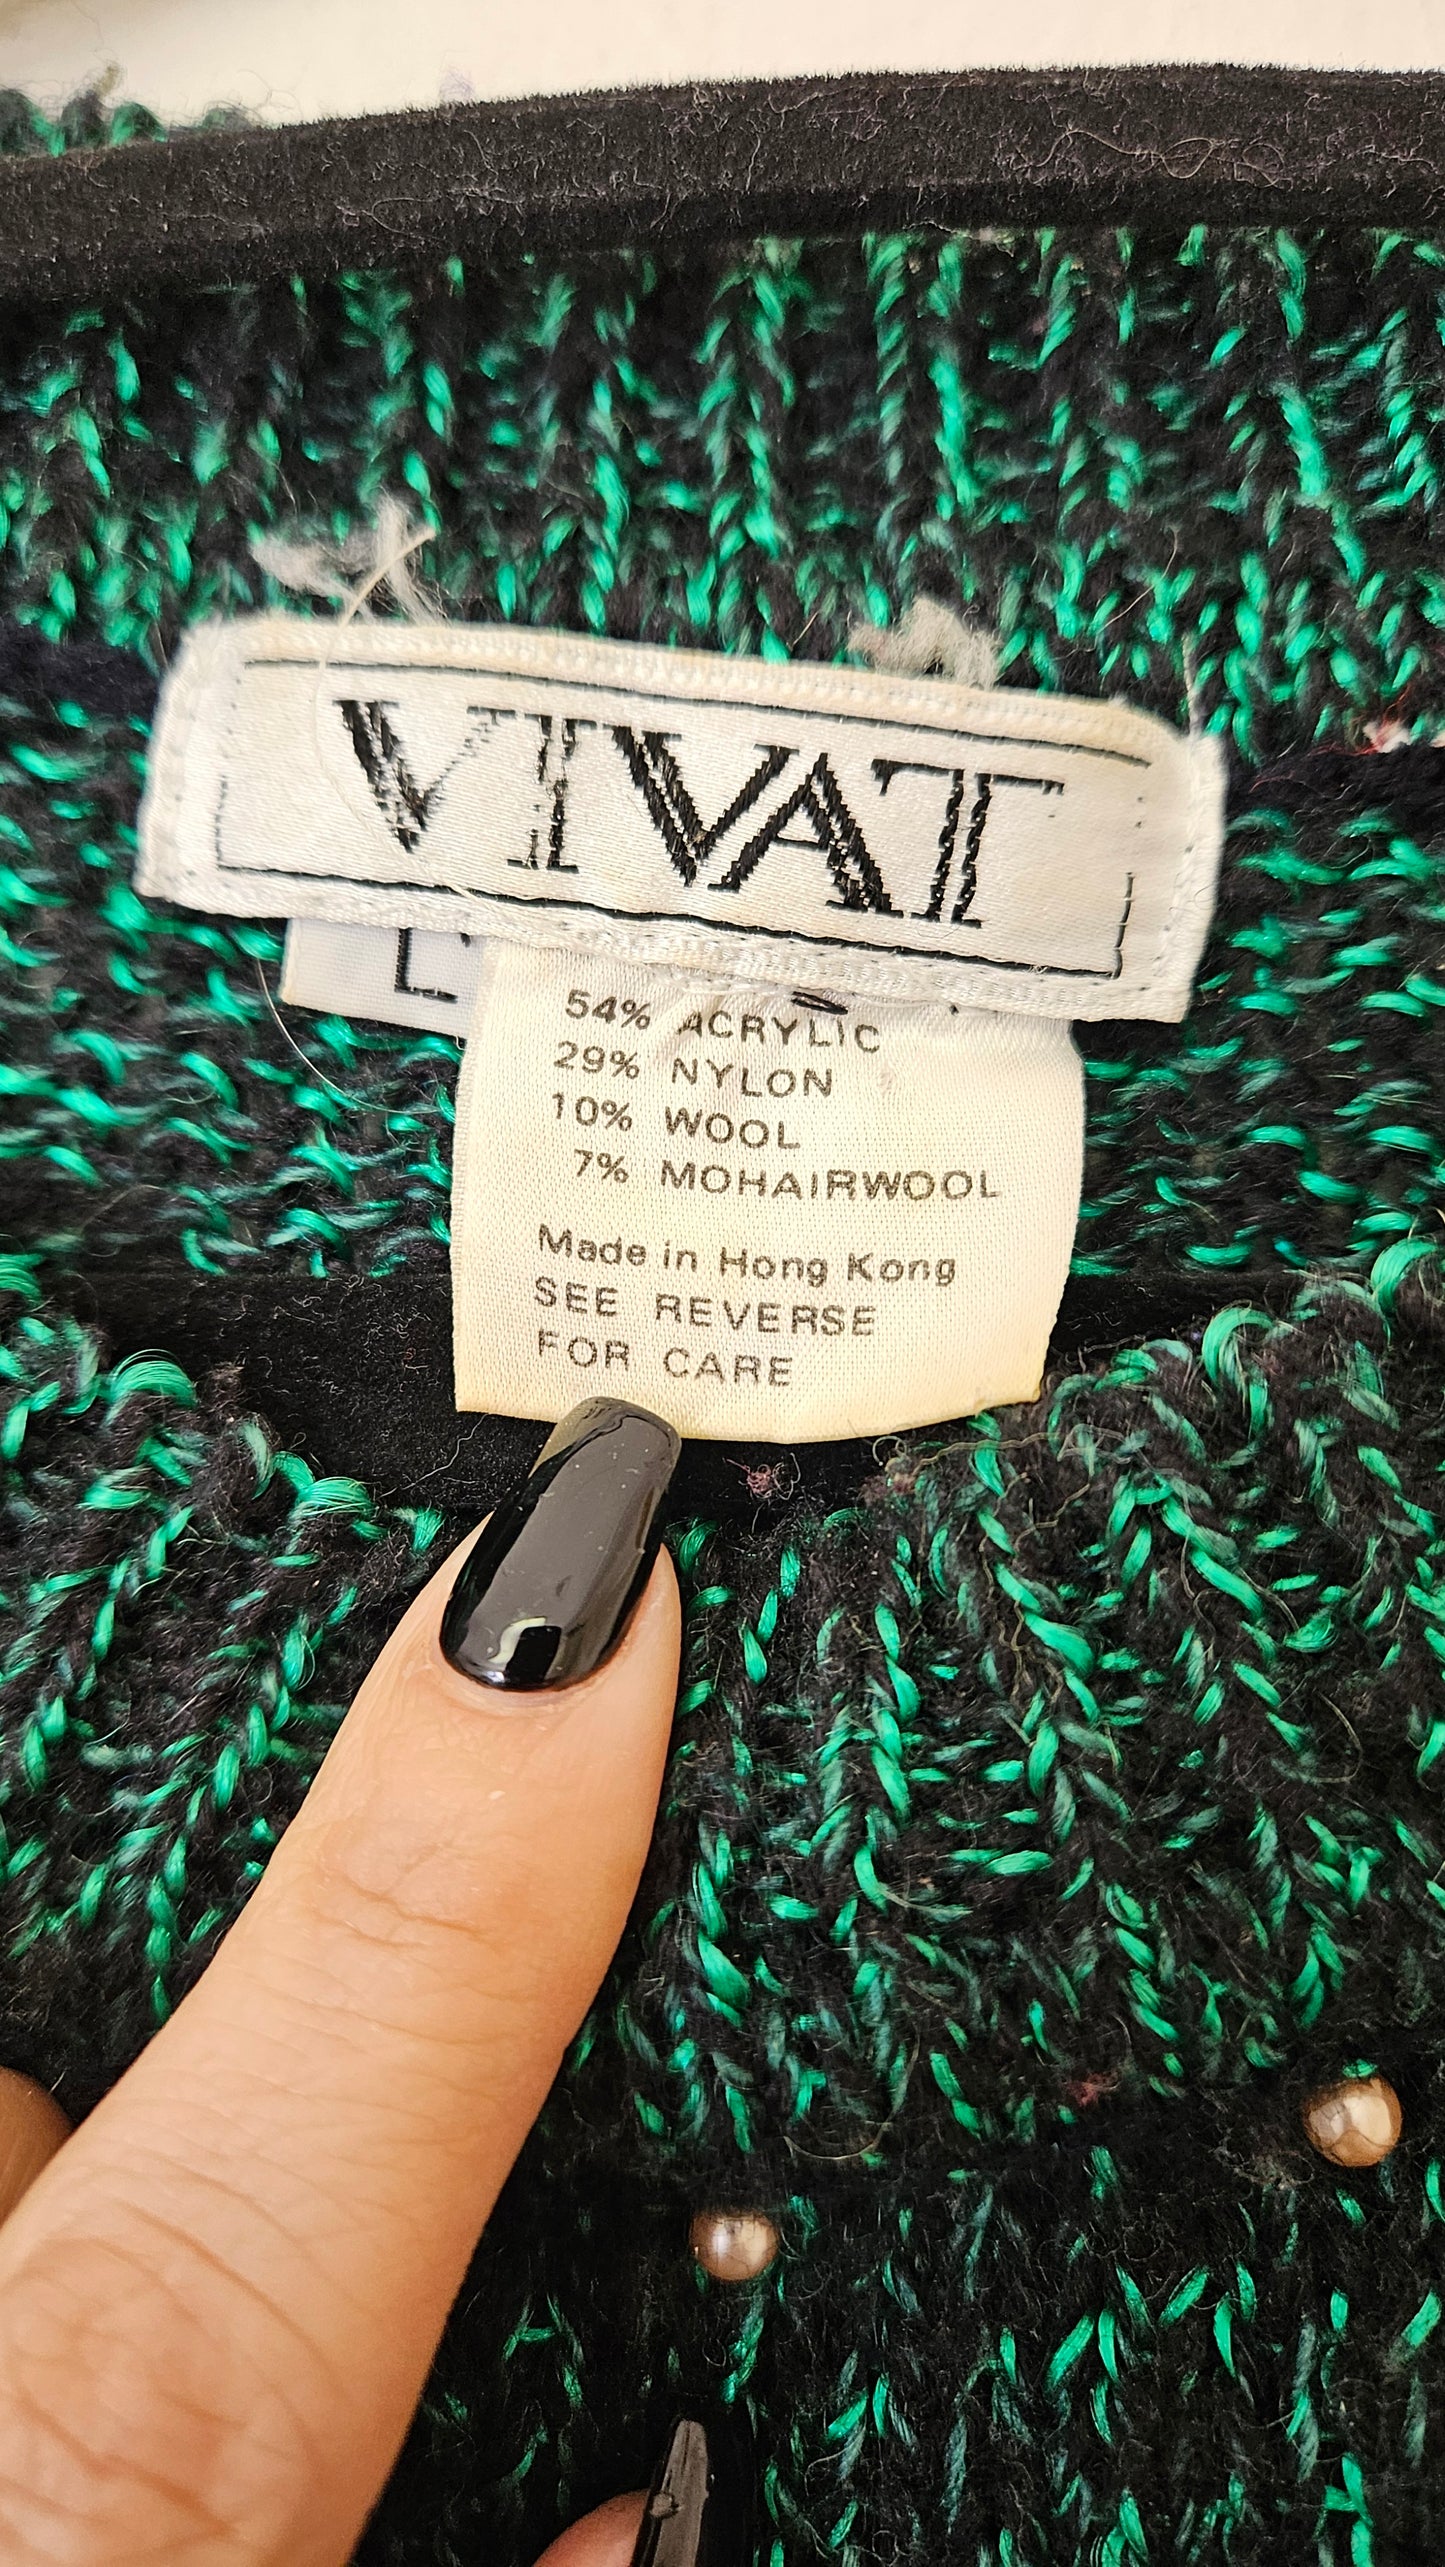 VIVAT
L
54% ACRYLIC
29% NYLON
10% WOOL
7% MOHAIRWOOL
Made in Hong Kong
SEE REVERSE
FOR CARE